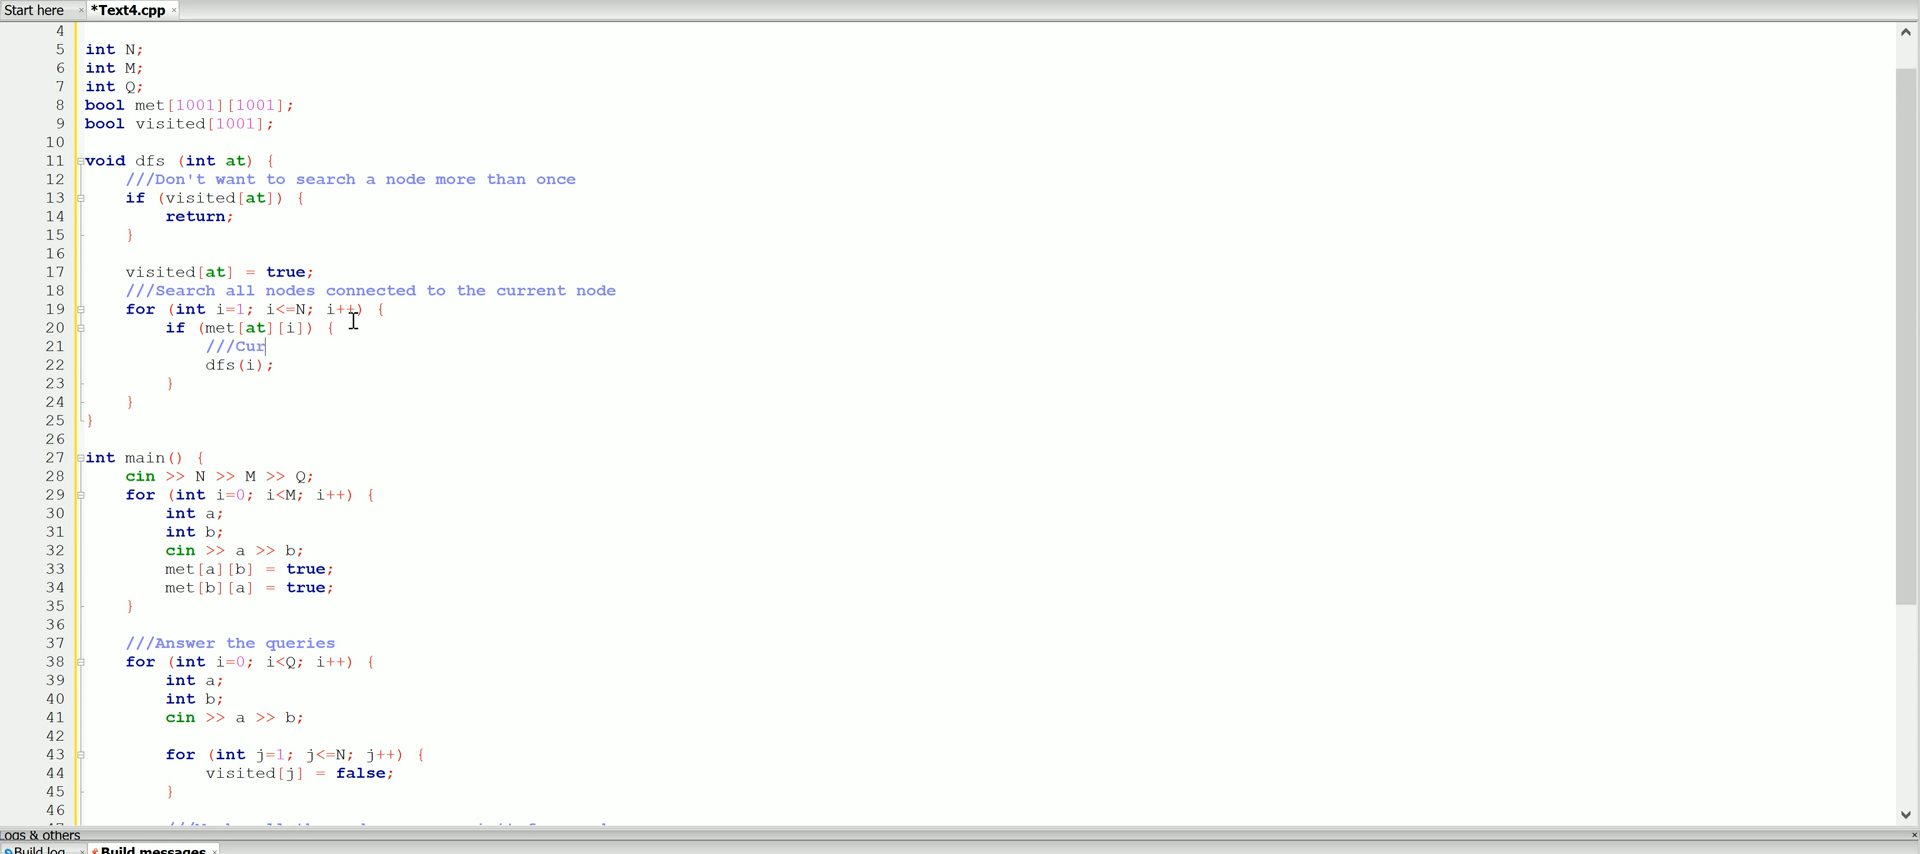 Start here
*Text4.cpp
4
5 int N;
6 int M;
7 int Q;
8 bool met[1001][1001];
9 bool visited[1001];
10
11 void dfs (int at) {
12 ///Don't want to search a node more than once
13 if (visited[at]) {
14 return;
15 }
16
17 visited[at] = true;
18 ///Search all nodes connected to the current node
19 for (int i=1; i<=N; i++) {
20 if (met[at][i]) {
21 ///Cur
22 dfs(i);
23 }
24 }
25 }
26
27 int main() {
28 cin >> N >> M >> Q;
29 for (int i=0; i<M; i++) {
30 int a;
31 int b;
32 cin >> a >> b;
33 met[a][b] = true;
34 met[b][a] = true;
35 }
36
37 ///Answer the queries
38 for (int i=0; i<Q; i++) {
39 int a;
40 int b;
41 cin >> a >> b;
42
43 for (int j=1; j<=N; j++) {
44 visited[j] = false;
45 }
46
Logs & others
Build log
Build messages